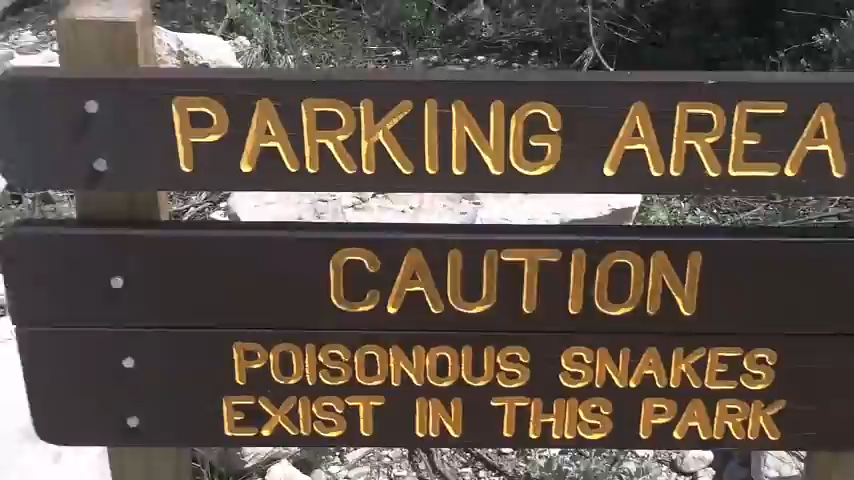 PARKING AREA
CAUTION
POISONOUS SNAKES
EXIST IN THIS PARK